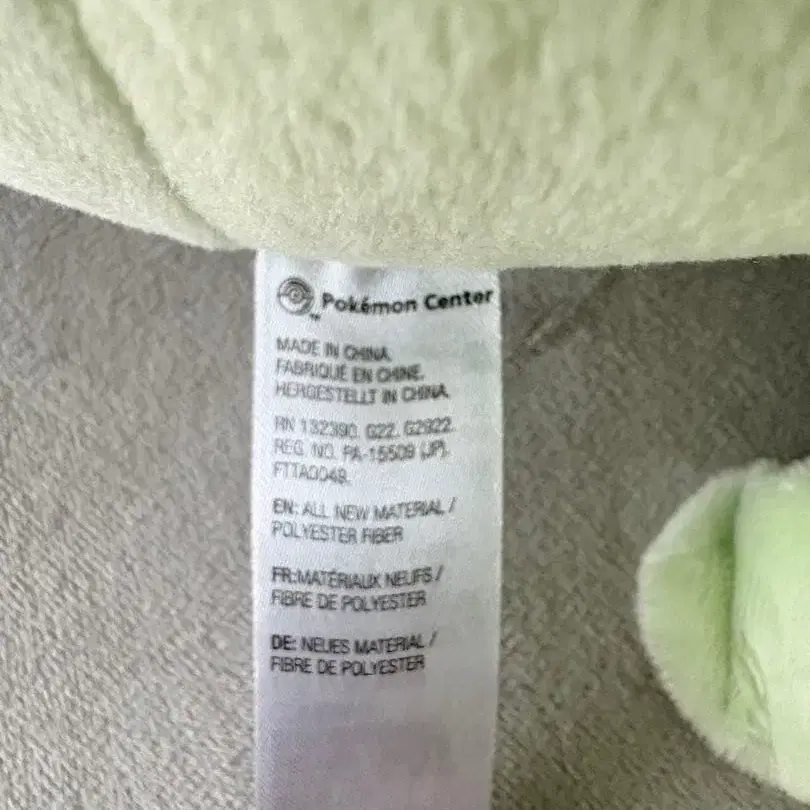 Pokémon Center
MADE IN CHINA.
FABRIQUÉ EN CHINE.
HERGESTELLT IN CHINA.
RN 132390. G22. G2922.
REG. NO. PA-15509 (JP).
FTTA0049.
EN: ALL NEW MATERIAL /
POLYESTER FIBER
FR:MATÉRIAUX NEUFS /
FIBRE DE POLYESTER
DE: NEUES MATERIAL /
FIBRE DE POLYESTER